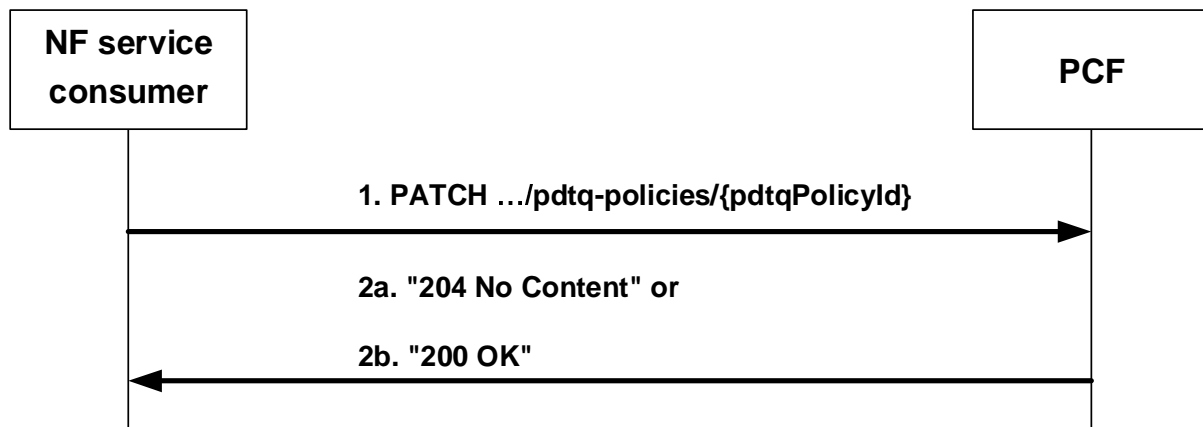 NF service
consumer
PCF
1. PATCH …/pdtq-policies/{pdtqPolicyId}
2a. "204 No Content" or
2b. "200 OK"